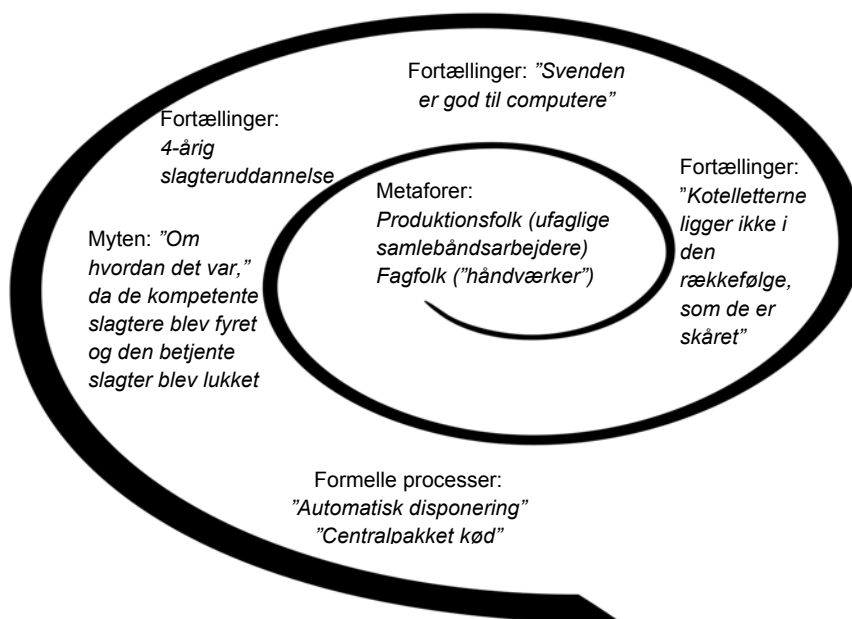 Fortællinger: ”Svenden
er god til computere”
Fortællinger:
4-årig
slagteruddannelse
Metaforer:
Produktionsfolk (ufaglige
samlebåndsarbejdere)
Fagfolk (”håndværker”)
Fortællinger:
”Kotelletterne
ligger ikke i
den
rækkefølge,
som de er
skåret”
Myten: ”Om
hvordan det var,”
da de kompetente
slagtere blev fyret
og den betjente
slagter blev lukket
Formelle processer:
”Automatisk disponering”
”Centralpakket kød”